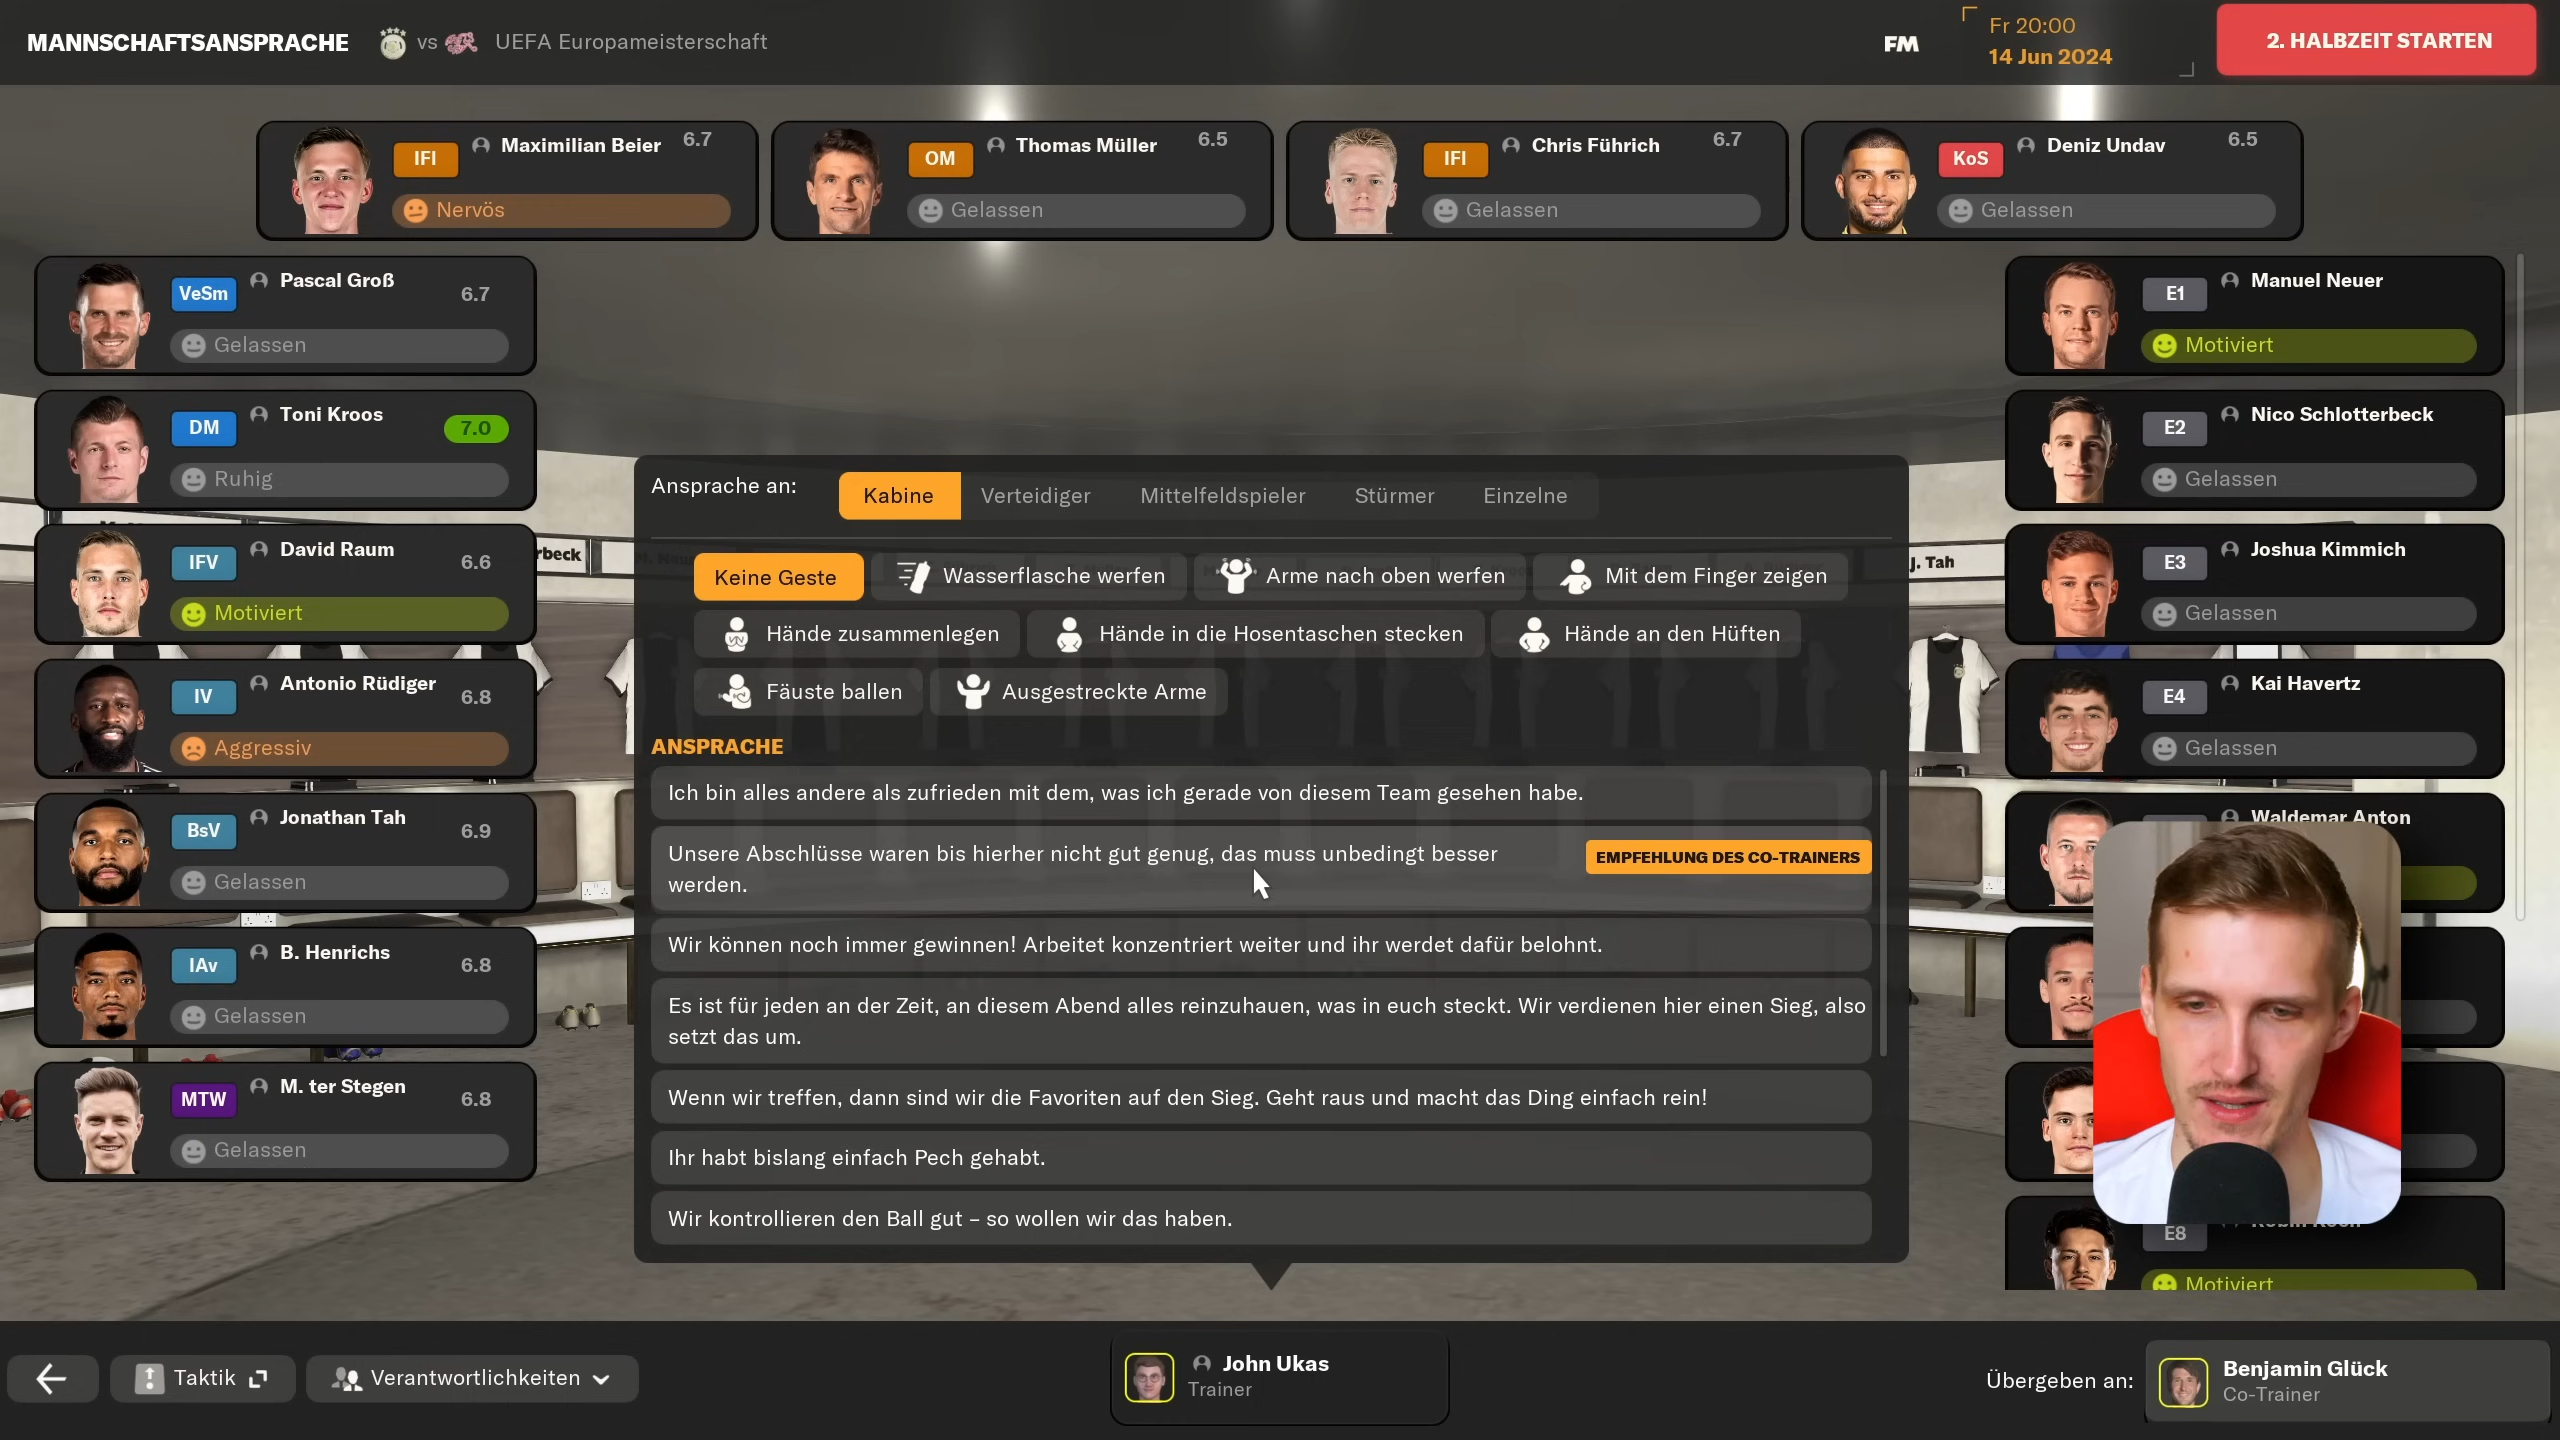 MANNSCHAFTSANSPRACHE
vs
UEFA Europameisterschaft
FM
Fr 20:00
14 Jun 2024
2. HALBZEIT STARTEN
IFI
Maximilian Beier
6.7
Nervös
OM
Thomas Müller
6.5
Gelassen
IFI
Chris Führich
6.7
Gelassen
KoS
Deniz Undav
6.5
Gelassen
VeSm
Pascal Groß
6.7
Gelassen
DM
Toni Kroos
7.0
Ruhig
IFV
David Raum
6.6
Motiviert
IV
Antonio Rüdiger
6.8
Aggressiv
BsV
Jonathan Tah
6.9
Gelassen
IAv
B. Henrichs
6.8
Gelassen
MTW
M. ter Stegen
6.8
Gelassen
rbeck
J. Tah
Ansprache an:
Kabine
Verteidiger
Mittelfeldspieler
Stürmer
Einzelne
Keine Geste
Wasserflasche werfen
Arme nach oben werfen
Mit dem Finger zeigen
Hände zusammenlegen
Hände in die Hosentaschen stecken
Hände an den Hüften
Fäuste ballen
Ausgestreckte Arme
ANSPRACHE
Ich bin alles andere als zufrieden mit dem, was ich gerade von diesem Team gesehen habe.
Unsere Abschlüsse waren bis hierher nicht gut genug, das muss unbedingt besser
werden.
EMPFEHLUNG DES CO-TRAINERS
Wir können noch immer gewinnen! Arbeitet konzentriert weiter und ihr werdet dafür belohnt.
Es ist für jeden an der Zeit, an diesem Abend alles reinzuhauen, was in euch steckt. Wir verdienen hier einen Sieg, also
setzt das um.
Wenn wir treffen, dann sind wir die Favoriten auf den Sieg. Geht raus und macht das Ding einfach rein!
Ihr habt bislang einfach Pech gehabt.
Wir kontrollieren den Ball gut – so wollen wir das haben.
E1
Manuel Neuer
Motiviert
E2
Nico Schlotterbeck
Gelassen
E3
Joshua Kimmich
Gelassen
E4
Kai Havertz
Gelassen
Waldemar Anton
E8
Motiviert
Taktik
Verantwortlichkeiten
John Ukas
Trainer
Übergeben an:
Benjamin Glück
Co-Trainer